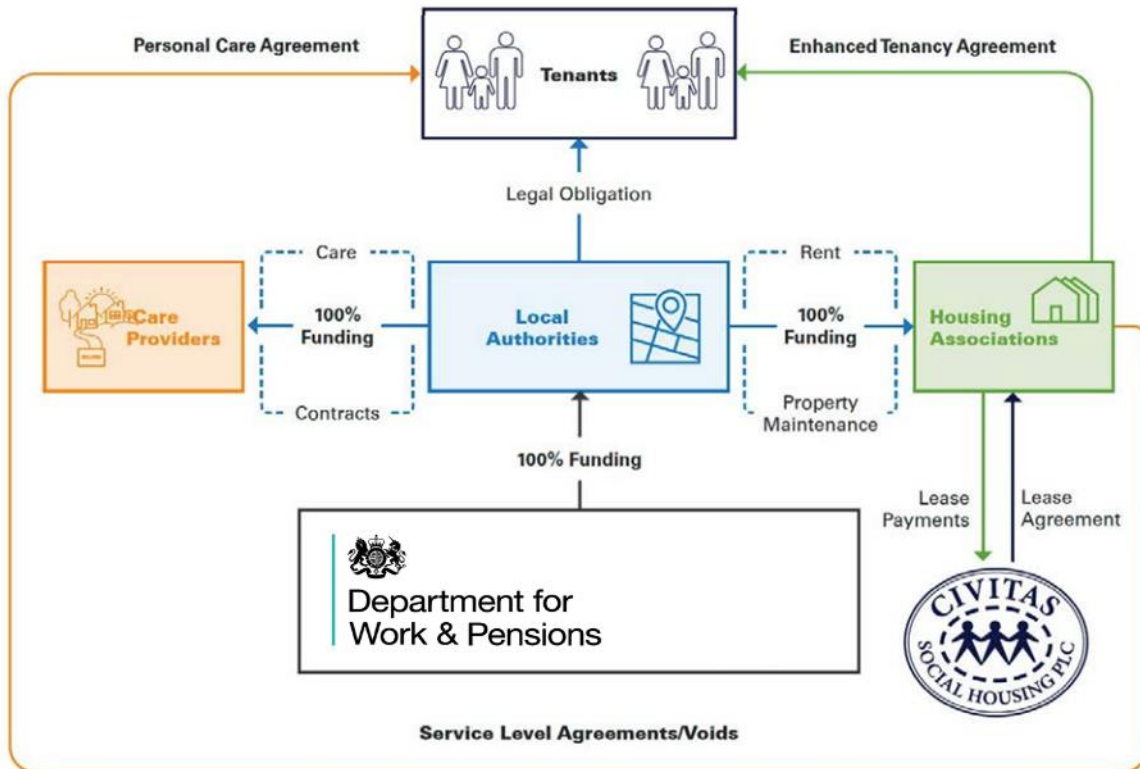 Personal Care Agreement
Enhanced Tenancy Agreement
Tenants
Legal Obligation
Care
Rent
Care
Providers
100%
Funding
Local
Authorities
100%
Funding
Housing
Associations
Contracts
Property
Maintenance
100% Funding
Lease
Payments
Lease
Agreement
Department for
Work & Pensions
CIVITAS
SOCIAL HOUSING PLC
Service Level Agreements/Voids